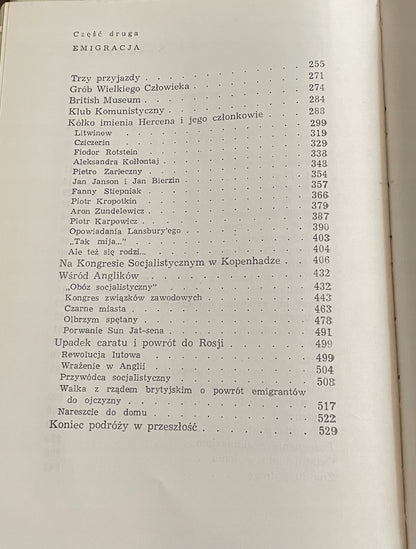 Część druga
EMIGRACJA
255
Trzy przyjazdy . . . . . . . . . . . 271
Grób Wielkiego Człowieka . . . . . . . . 274
British Museum . . . . . . . . . . . 284
Klub Komunistyczny . . . . . . . . . . 288
Kółko imienia Hercena i jego członkowie . . 299
Litwinow . . . . . . . . . . . . 319
Cziczerin . . . . . . . . . . . . 329
Fiodor Rotstein . . . . . . . . . . 338
Aleksandra Kołłontaj . . . . . . . . . 348
Pietro Zarieczny . . . . . . . . . . 354
Jan Janson i Jan Bierzin . . . . . . . . 357
Fanny Stiepniak . . . . . . . . . . 366
Piotr Kropotkin . . . . . . . . . . 379
Aron Zundelewicz . . . . . . . . . . 387
Piotr Karpowicz . . . . . . . . . . 390
Opowiadania Lansbury'ego . . . . . . . 403
„Tak mija...” . . . . . . . . . . . 404
Ale też się rodzi... . . . . . . . . . .
Na Kongresie Socjalistycznym w Kopenhadze . . 406
Wśród Anglików . . . . . . . . . . . 432
„Obóz socjalistyczny” . . . . . . . . . 432
Kongres związków zawodowych . . . . . . 443
Czarne miasta . . . . . . . . . . . 463
Olbrzym spętany . . . . . . . . . . 478
Porwanie Sun Jat-sena . . . . . . . . . 491
Upadek caratu i powrót do Rosji . . . . . . 499
Rewolucja lutowa . . . . . . . . . . 499
Wrażenie w Anglii . . . . . . . . . . 504
Przywódca socjalistyczny . . . . . . . . 508
Walka z rządem brytyjskim o powrót emigrantów
do ojczyzny . . . . . . . . . . . 517
Nareszcie do domu . . . . . . . . . . 522
Koniec podróży w przeszłość . . . . . . . 529